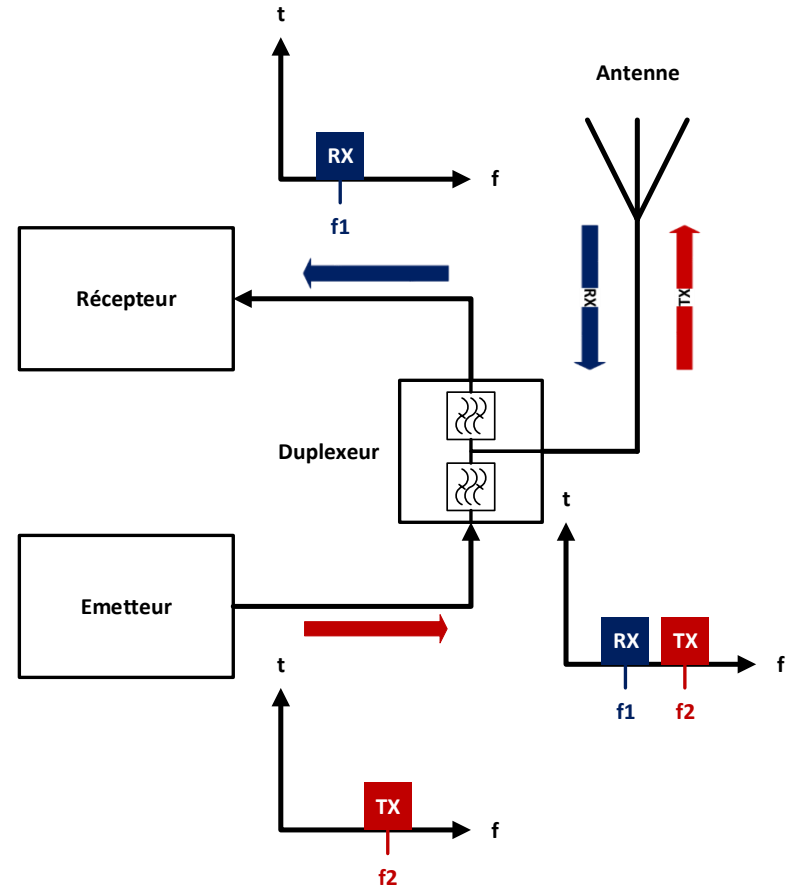 t
Antenne
RX
f
f1
Récepteur
RX
TX
Duplexeur
t
Emetteur
RX
TX
t
f
f1
f2
TX
f
f2